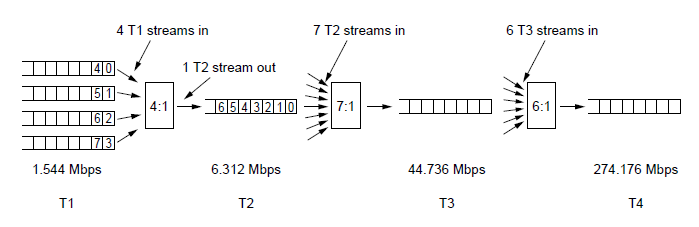 4 T1 streams in
7 T2 streams in
6 T3 streams in
1 T2 stream out
4 0
5 1
6 2
7 3
4:1
6 5 4 3 2 1 0
7:1
6:1
1.544 Mbps
6.312 Mbps
44.736 Mbps
274.176 Mbps
T1
T2
T3
T4